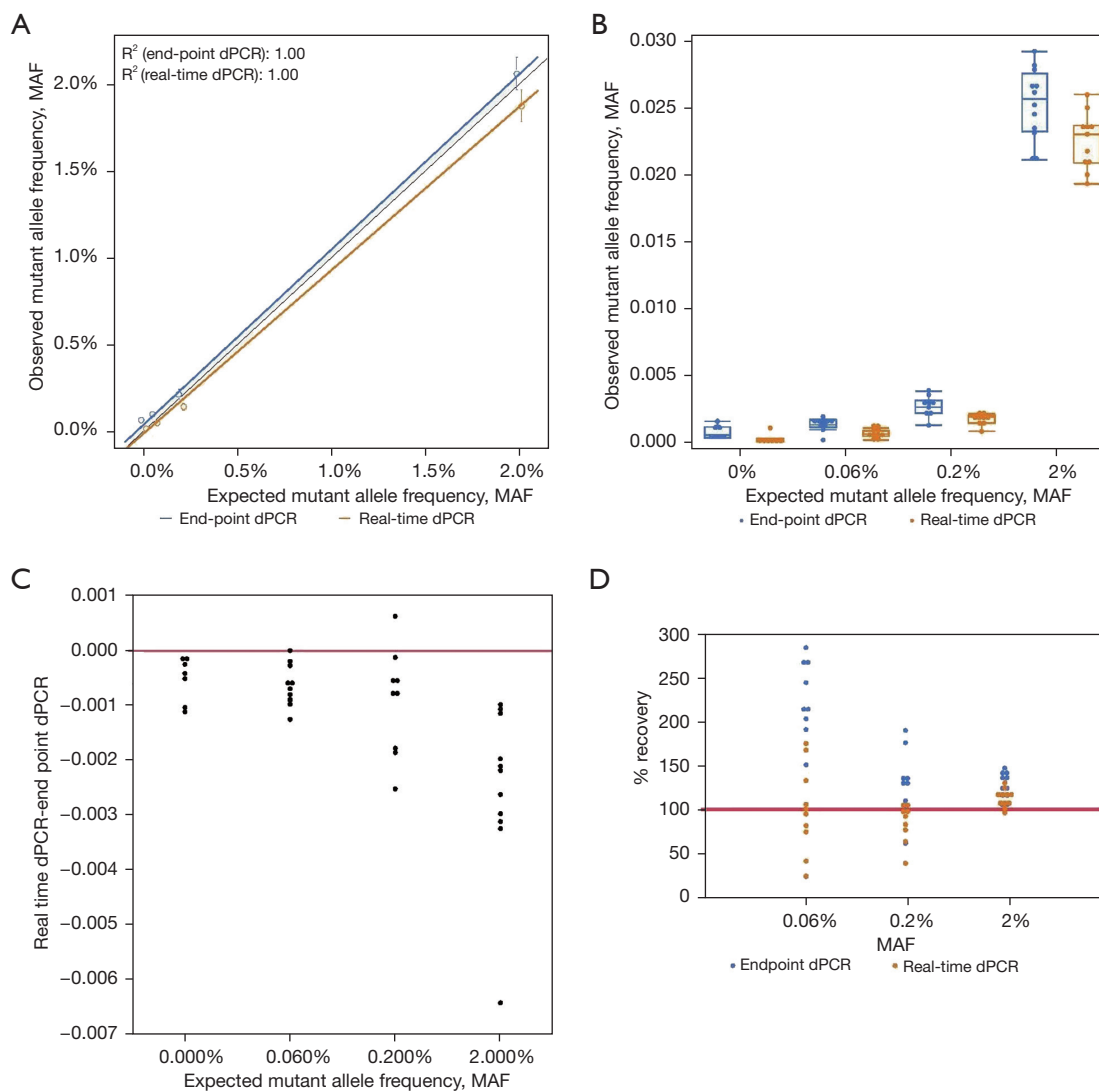 A
R² (end-point dPCR): 1.00
R² (real-time dPCR): 1.00
2.0%
1.5%
1.0%
0.5%
0.0%
Observed mutant allele frequency, MAF
0.0% 0.5% 1.0% 1.5% 2.0%
Expected mutant allele frequency, MAF
End-point dPCR Real-time dPCR
B
0.030
0.025
0.020
0.015
0.010
0.005
0.000
Observed mutant allele frequency, MAF
0% 0.06% 0.2% 2%
Expected mutant allele frequency, MAF
End-point dPCR Real-time dPCR
C
0.001
0.000
−0.001
−0.002
−0.003
−0.004
−0.005
−0.006
−0.007
Real time dPCR-end point dPCR
0.000% 0.060% 0.200% 2.000%
Expected mutant allele frequency, MAF
D
300
250
200
150
100
50
0
% recovery
0.06% 0.2% 2%
MAF
Endpoint dPCR Real-time dPCR